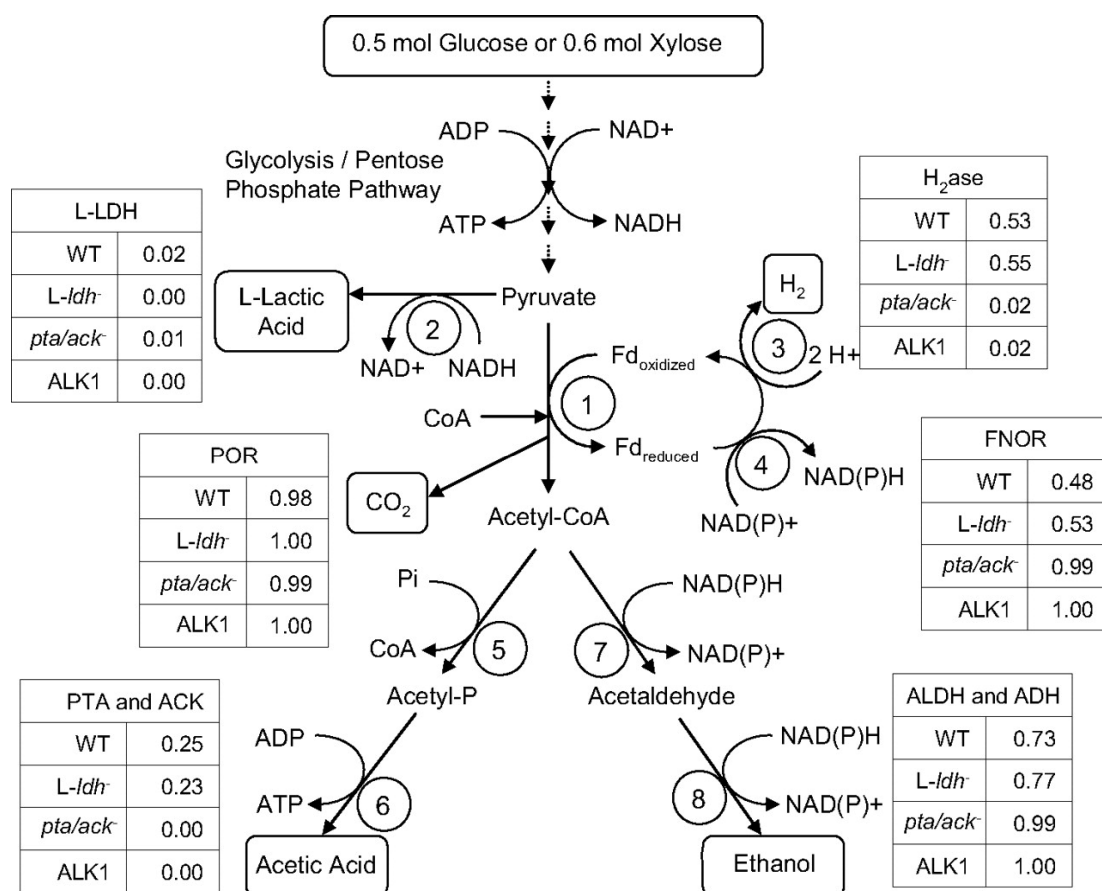 0.5 mol Glucose or 0.6 mol Xylose
ADP NAD+
Glycolysis / Pentose
Phosphate Pathway
ATP NADH
L-LDH
WT 0.02
L-ldh- 0.00
pta/ack- 0.01
ALK1 0.00
H2ase
WT 0.53
L-ldh- 0.55
pta/ack- 0.02
ALK1 0.02
L-Lactic
Acid
Pyruvate
H2
2
NAD+ NADH
3
2 H+
Fdoxidized
1
CoA
Fdreduced
4
NAD(P)H
NAD(P)+
POR
WT 0.98
L-ldh- 1.00
pta/ack- 0.99
ALK1 1.00
FNOR
WT 0.48
L-ldh- 0.53
pta/ack- 0.99
ALK1 1.00
CO2
Acetyl-CoA
Pi
NAD(P)H
CoA
5
7
NAD(P)+
Acetyl-P
Acetaldehyde
PTA and ACK
WT 0.25
L-ldh- 0.23
pta/ack- 0.00
ALK1 0.00
ADP
ATP
6
Acetic Acid
NAD(P)H
8
NAD(P)+
Ethanol
ALDH and ADH
WT 0.73
L-ldh- 0.77
pta/ack- 0.99
ALK1 1.00